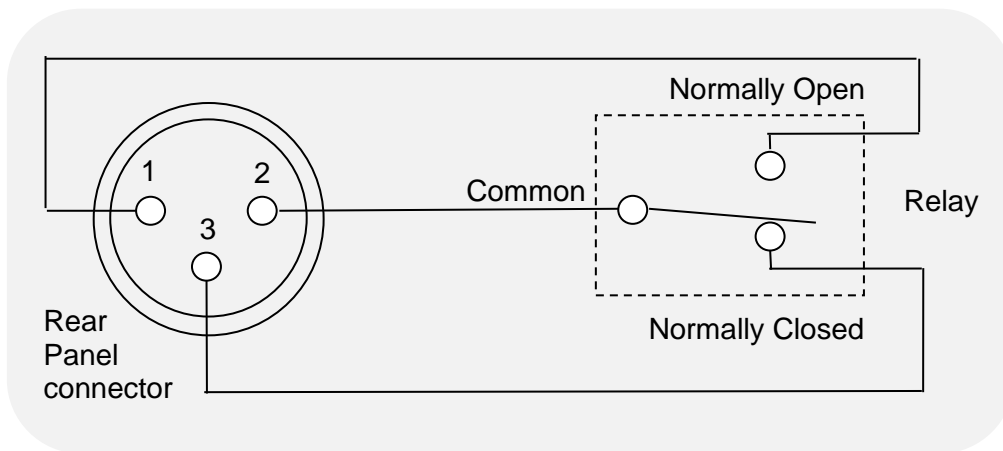 Normally Open
1
2
Common
Relay
3
Normally Closed
Rear
Panel
connector